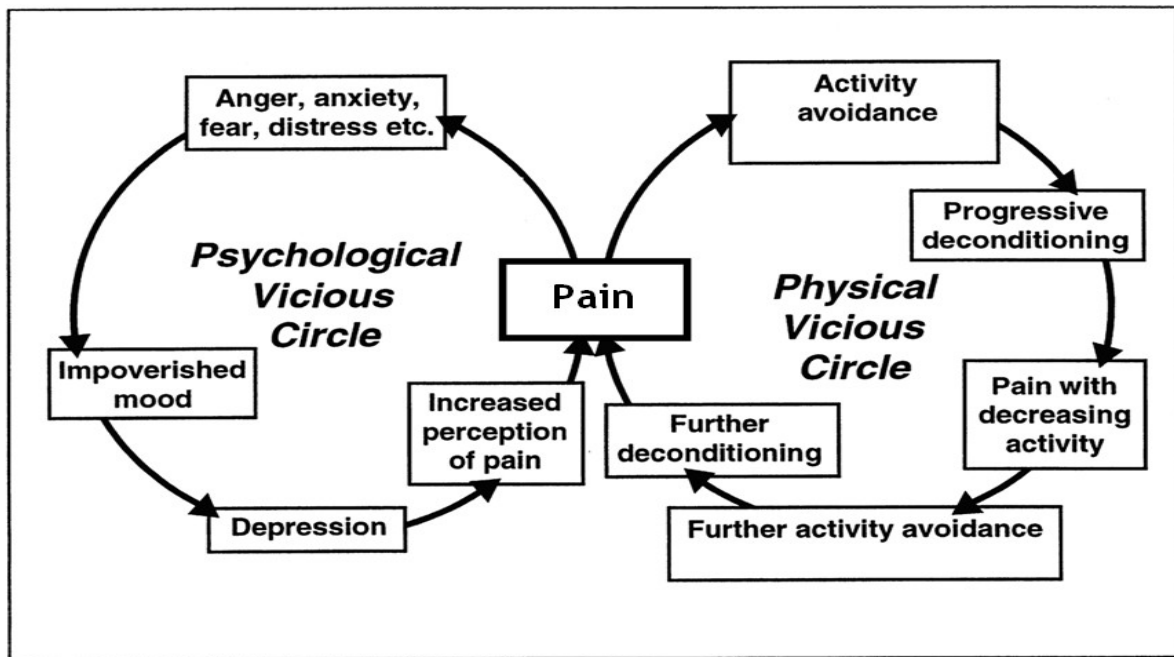 Anger, anxiety,
fear, distress etc.
Impoverished
mood
Depression
Increased
perception
of pain
Psychological
Vicious
Circle
Pain
Activity
avoidance
Progressive
deconditioning
Pain with
decreasing
activity
Further activity avoidance
Further
deconditioning
Physical
Vicious
Circle